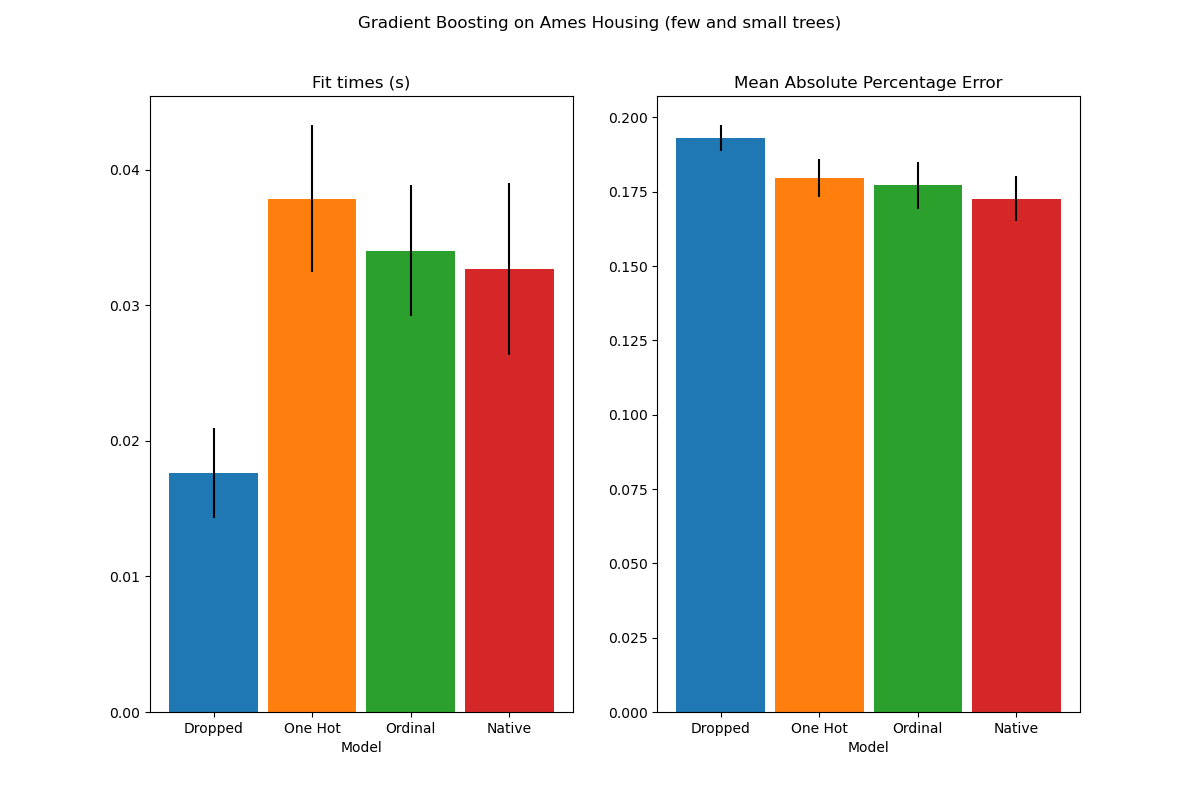 Gradient Boosting on Ames Housing (few and small trees)
Fit times (s)
0.04
0.03
0.02
0.01
0.00
Dropped One Hot Ordinal Native
Model
Mean Absolute Percentage Error
0.200
0.175
0.150
0.125
0.100
0.075
0.050
0.025
0.000
Dropped One Hot Ordinal Native
Model